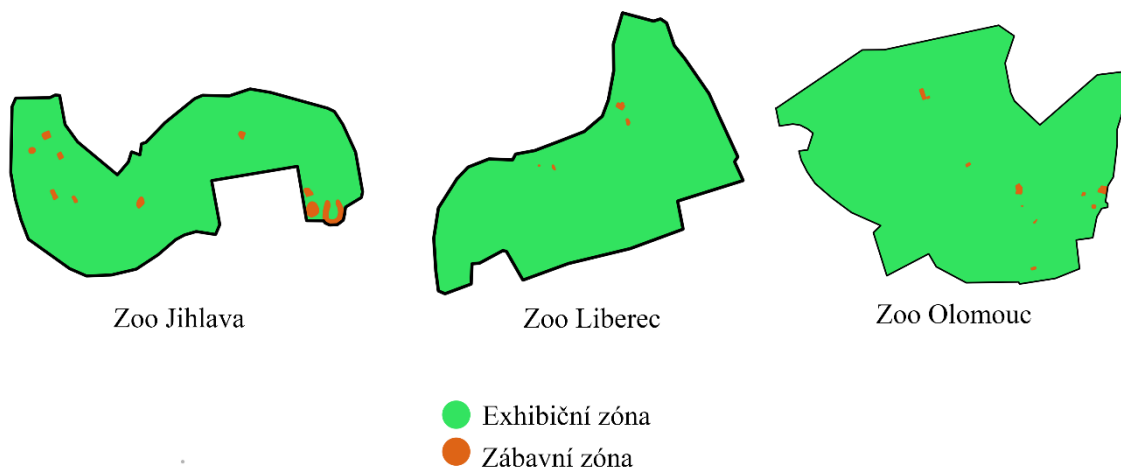 Zoo Jihlava
Zoo Liberec
Zoo Olomouc
Exhibiční zóna
Zábavní zóna